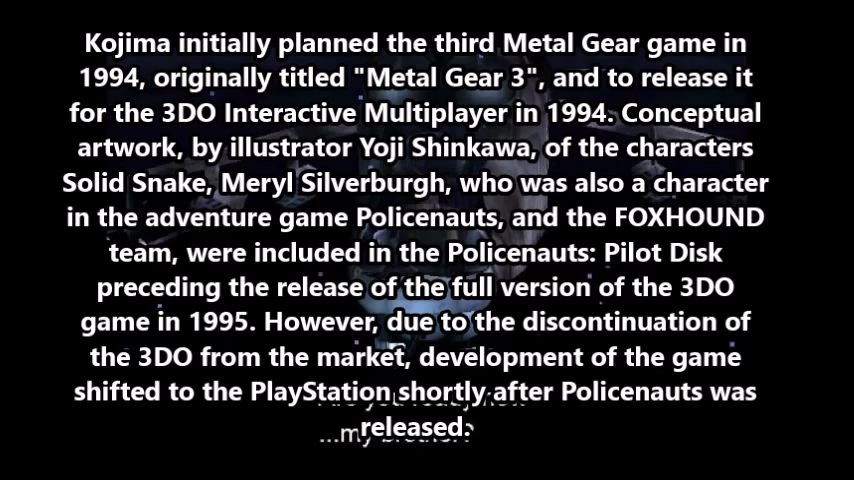 Kojima initially planned the third Metal Gear game in
1994, originally titled "Metal Gear 3", and to release it
for the 3DO Interactive Multiplayer in 1994. Conceptual
artwork, by illustrator Yoji Shinkawa, of the characters
Solid Snake, Meryl Silverburgh, who was also a character
in the adventure game Policenauts, and the FOXHOUND
team, were included in the Policenauts: Pilot Disk
preceding the release of the full version of the 3DO
game in 1995. However, due to the discontinuation of
the 3DO from the market, development of the game
shifted to the PlayStation shortly after Policenauts was
released.
...my